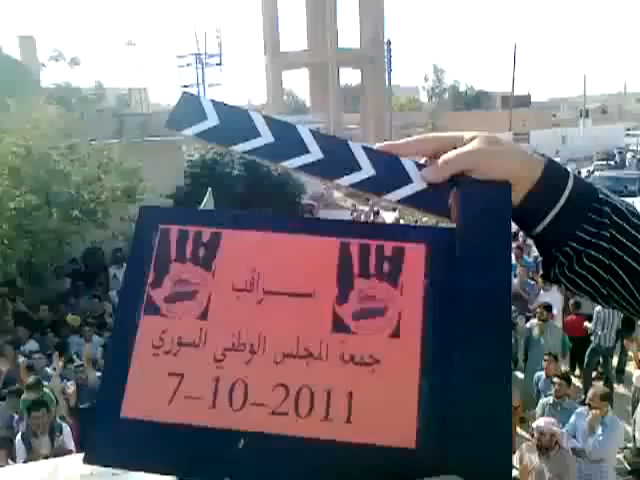 سراقب
جمعة المجلس الوطني السوري
7-10-2011